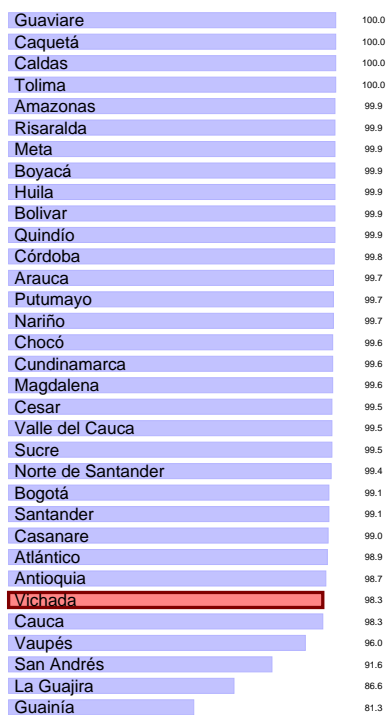 Guaviare 100.0
Caquetá 100.0
Caldas 100.0
Tolima 100.0
Amazonas 99.9
Risaralda 99.9
Meta 99.9
Boyacá 99.9
Huila 99.9
Bolivar 99.9
Quindío 99.9
Córdoba 99.8
Arauca 99.7
Putumayo 99.7
Nariño 99.7
Chocó 99.6
Cundinamarca 99.6
Magdalena 99.6
Cesar 99.5
Valle del Cauca 99.5
Sucre 99.5
Norte de Santander 99.4
Bogotá 99.1
Santander 99.1
Casanare 99.0
Atlántico 98.9
Antioquia 98.7
Vichada 98.3
Cauca 98.3
Vaupés 96.0
San Andrés 91.6
La Guajira 86.6
Guainía 81.3